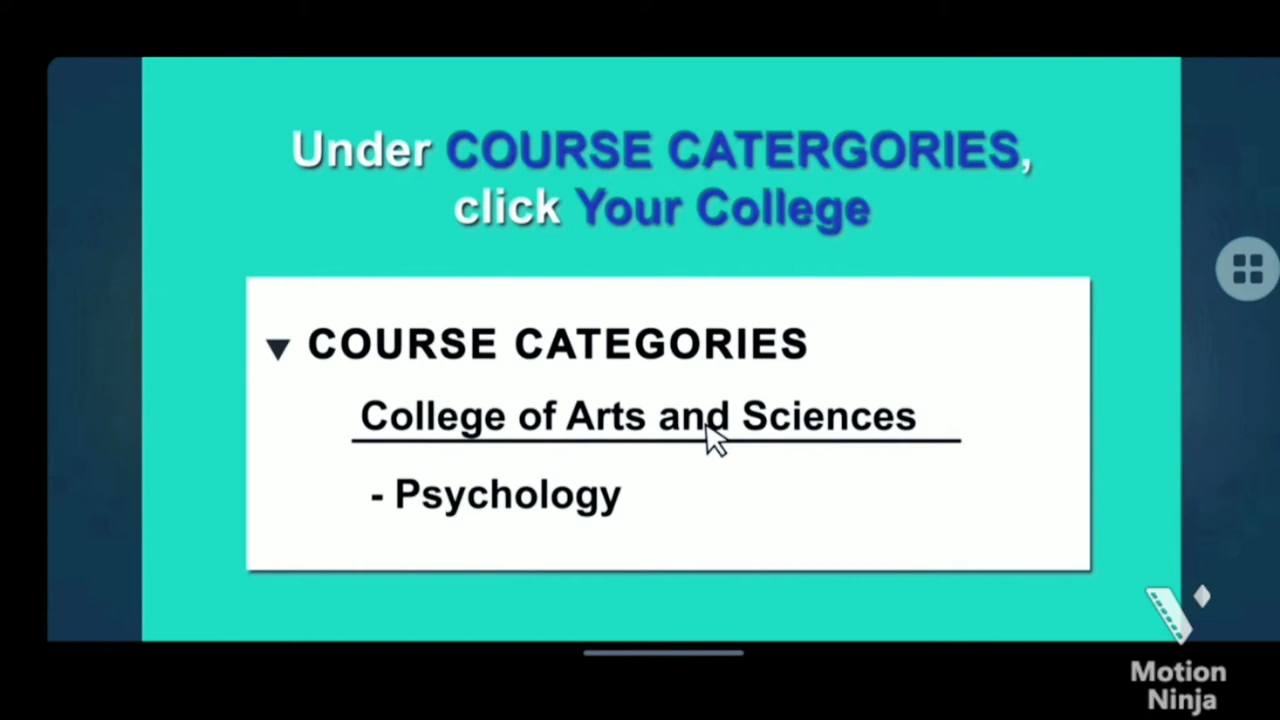 Under COURSE CATERGORIES,
click Your College
COURSE CATEGORIES
College of Arts and Sciences
- Psychology
Motion
Ninja